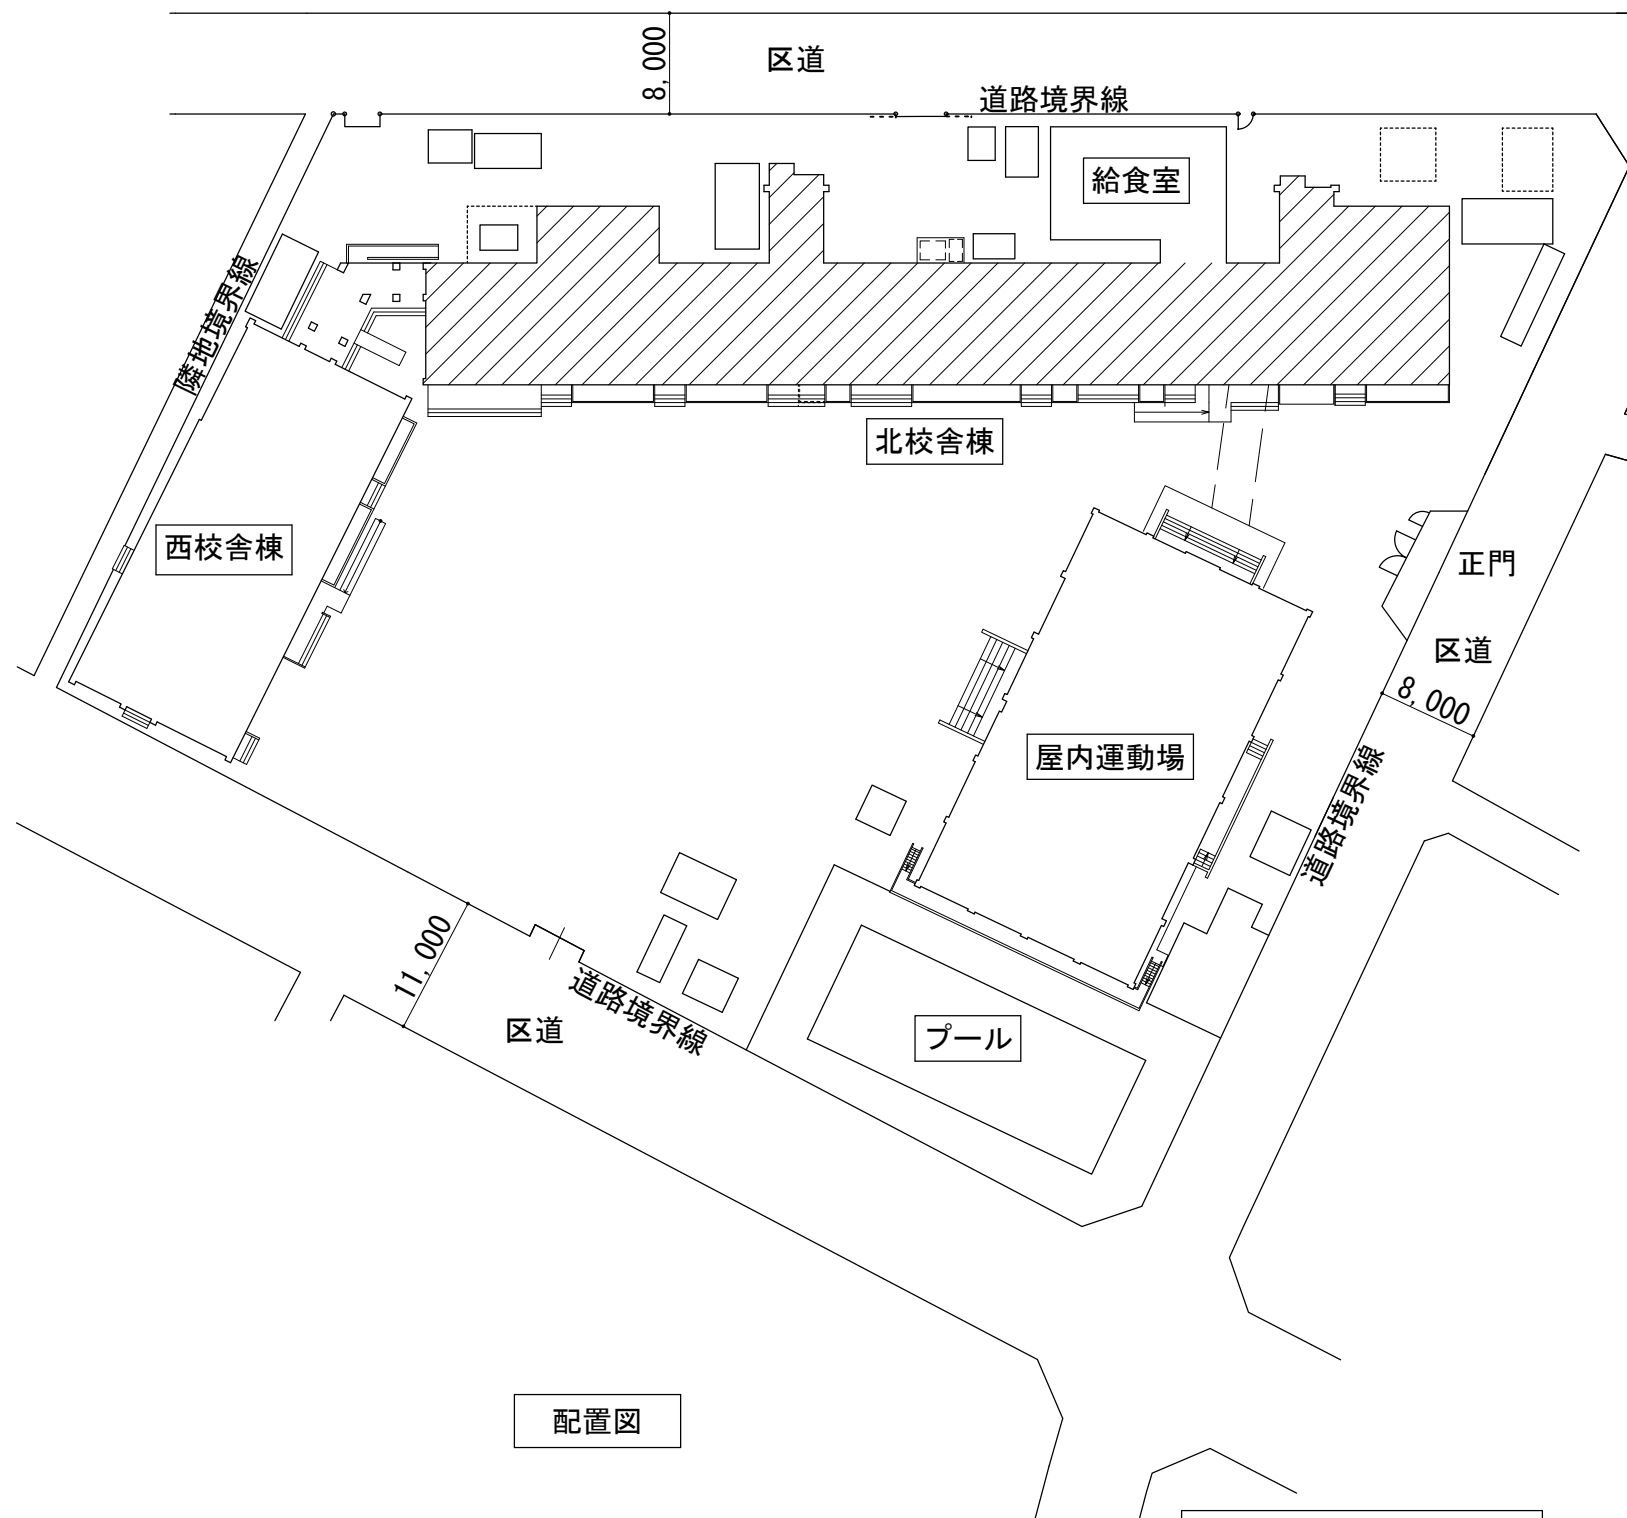 8,000
区道
道路境界線
給食室
隣地境界線
北校舎棟
西校舎棟
正門
区道
8,000
屋内運動場
道路境界線
11,000
道路境界線
区道
プール
配置図